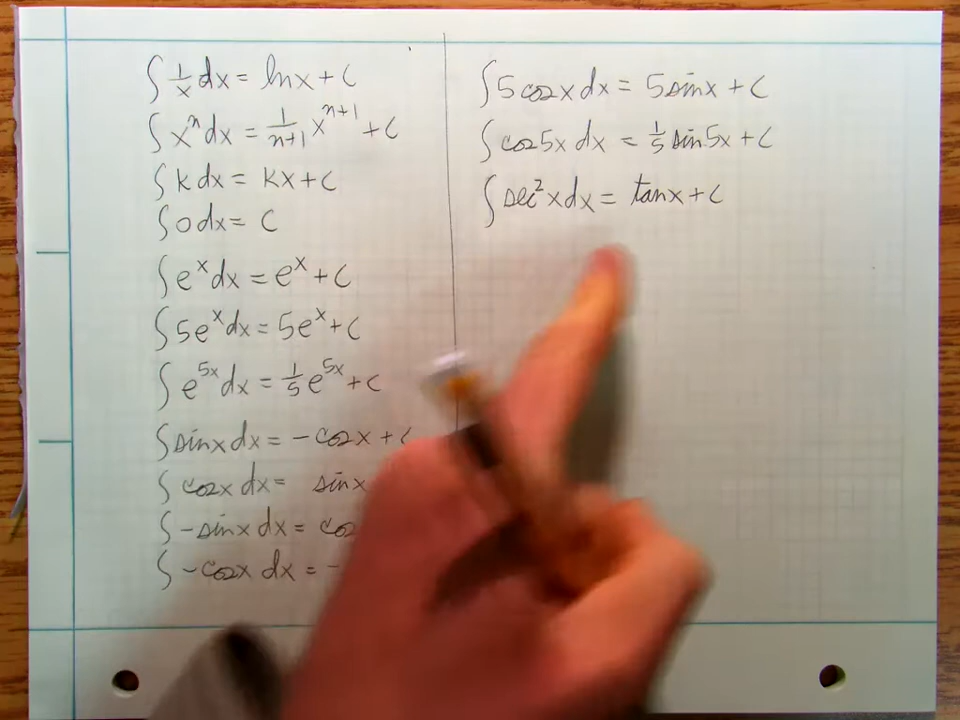 ∫ 1/x dx = ln x + C
∫ xⁿ dx = 1/(n+1) xⁿ⁺¹ + C
∫ k dx = kx + C
∫ 0 dx = C
∫ eˣ dx = eˣ + C
∫ 5eˣ dx = 5eˣ + C
∫ e⁵ˣ dx = 1/5 e⁵ˣ + C
∫ sin x dx = - cos x + C
∫ cos x dx = sin x
∫ - sin x dx = co
∫ - cos x dx = -
∫ 5 cos x dx = 5 sin x + C
∫ cos 5x dx = 1/5 sin 5x + C
∫ sec² x dx = tan x + C